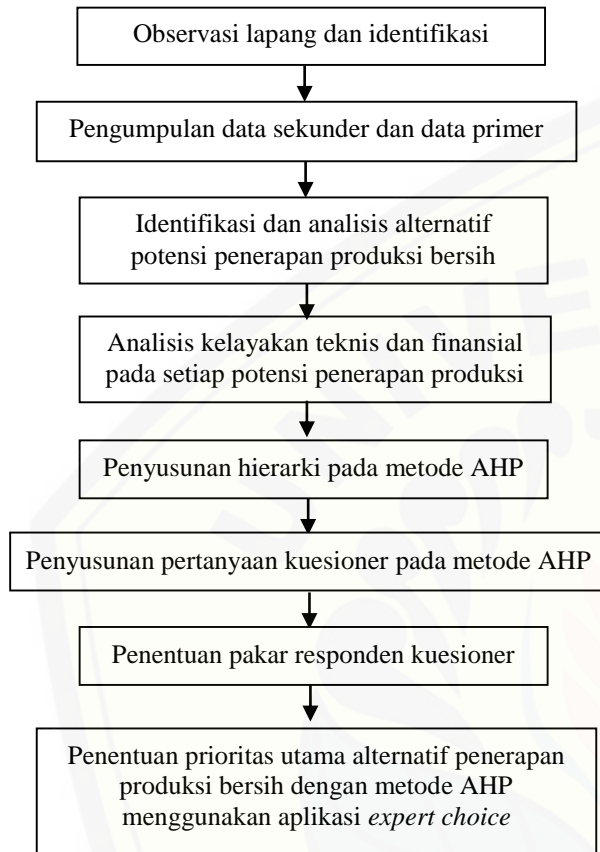 Observasi lapang dan identifikasi
Pengumpulan data sekunder dan data primer
Identifikasi dan analisis alternatif
potensi penerapan produksi bersih
Analisis kelayakan teknis dan finansial
pada setiap potensi penerapan produksi
Penyusunan hierarki pada metode AHP
Penyusunan pertanyaan kuesioner pada metode AHP
Penentuan pakar responden kuesioner
Penentuan prioritas utama alternatif penerapan
produksi bersih dengan metode AHP
menggunakan aplikasi expert choice
UNIVE